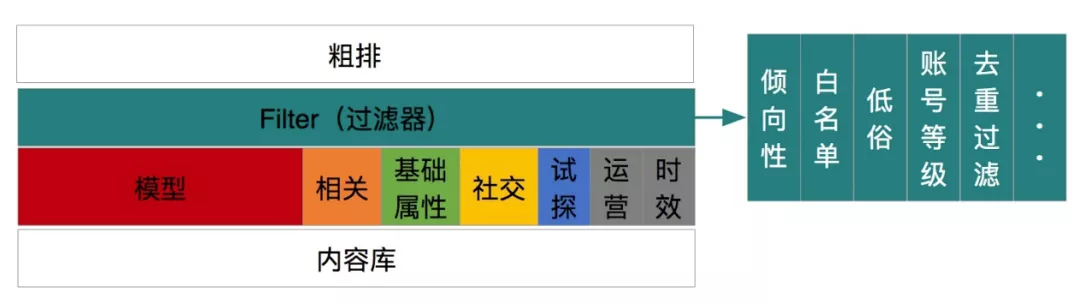 粗排
Filter（过滤器）
模型
相关
基础
属性
社交
试探
运营
时效
内容库
倾向性
白名单
低俗
账号等级
去重过滤
···